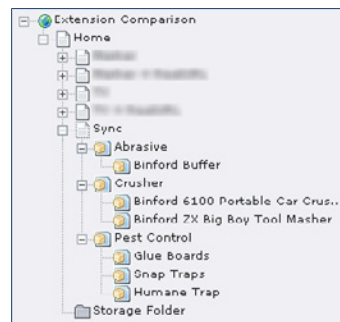 Extension Comparison
Home
Sync
Abrasive
Binford Buffer
Crusher
Binford 6100 Portable Car Crus..
Binford ZX Big Boy Tool Masher
Pest Control
Glue Boards
Snap Traps
Humane Trap
Storage Folder